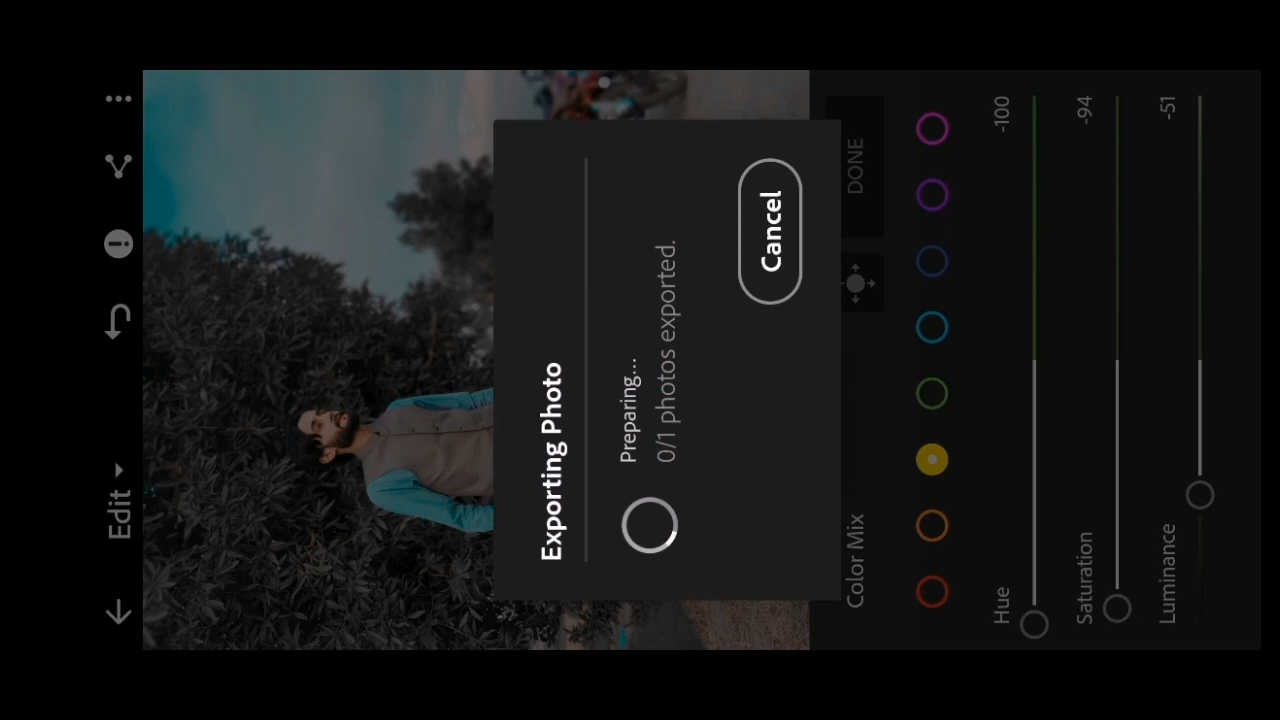 Edit
Exporting Photo
Preparing...
0/1 photos exported.
Cancel
Color Mix
DONE
Hue -100
Saturation -94
Luminance -51